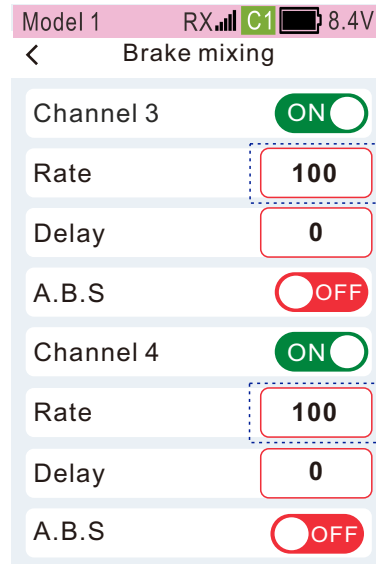 Model 1 RX C1 8.4V
Brake mixing
Channel 3 ON
Rate 100
Delay 0
A.B.S OFF
Channel 4 ON
Rate 100
Delay 0
A.B.S OFF